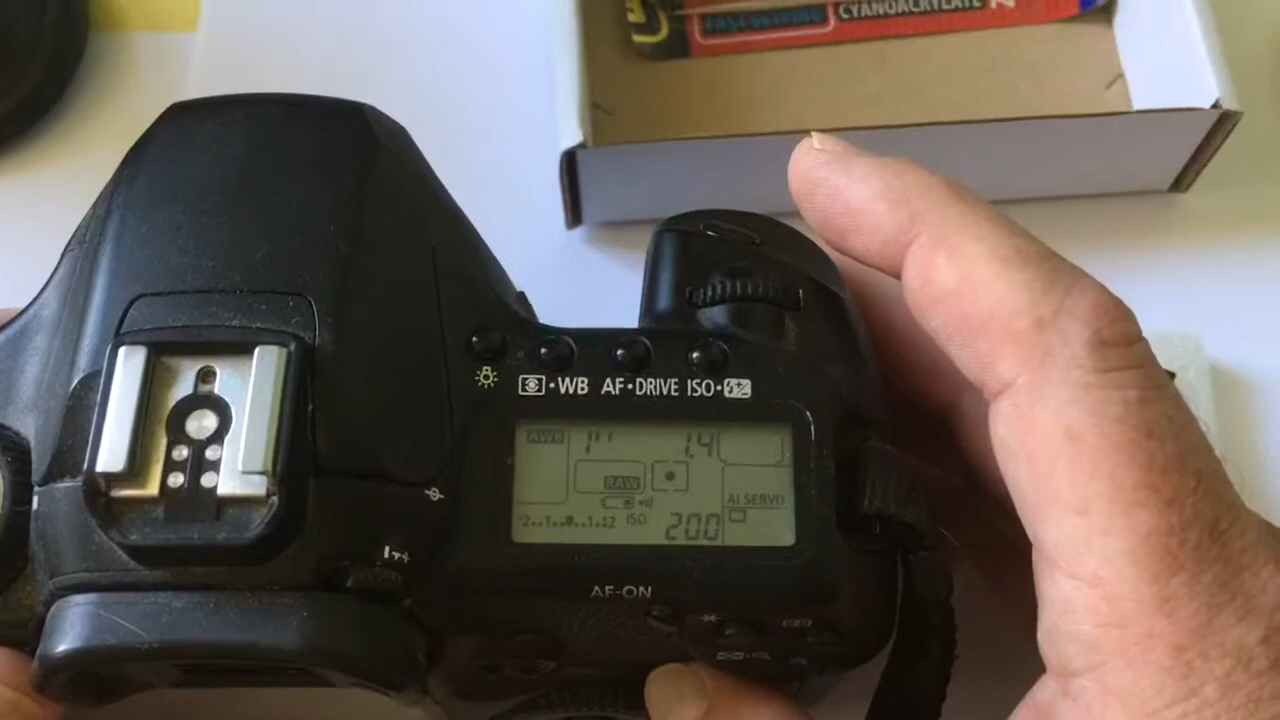 FAST SETTING
CYANOACRYLATE
WB AF·DRIVE ISO
AWB 1" 1.4
RAW
AI SERVO
-2..1..0..1.:2 ISO 200
AF-ON